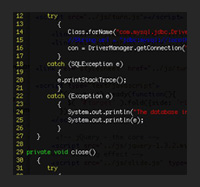 12 try
13 {
14 Class.forName("com.mysql.jdbc.Drive
15
16 con = DriverManager.getConnection(
17 }
18 catch (SQLException e)
19 {
20 e.printStackTrace();
21 }
22 catch (Exception e)
23 {
24 System.out.println("The database in
25 System.out.println(e);
26 }
27 }
28
29 private void close()
30 {
31 try